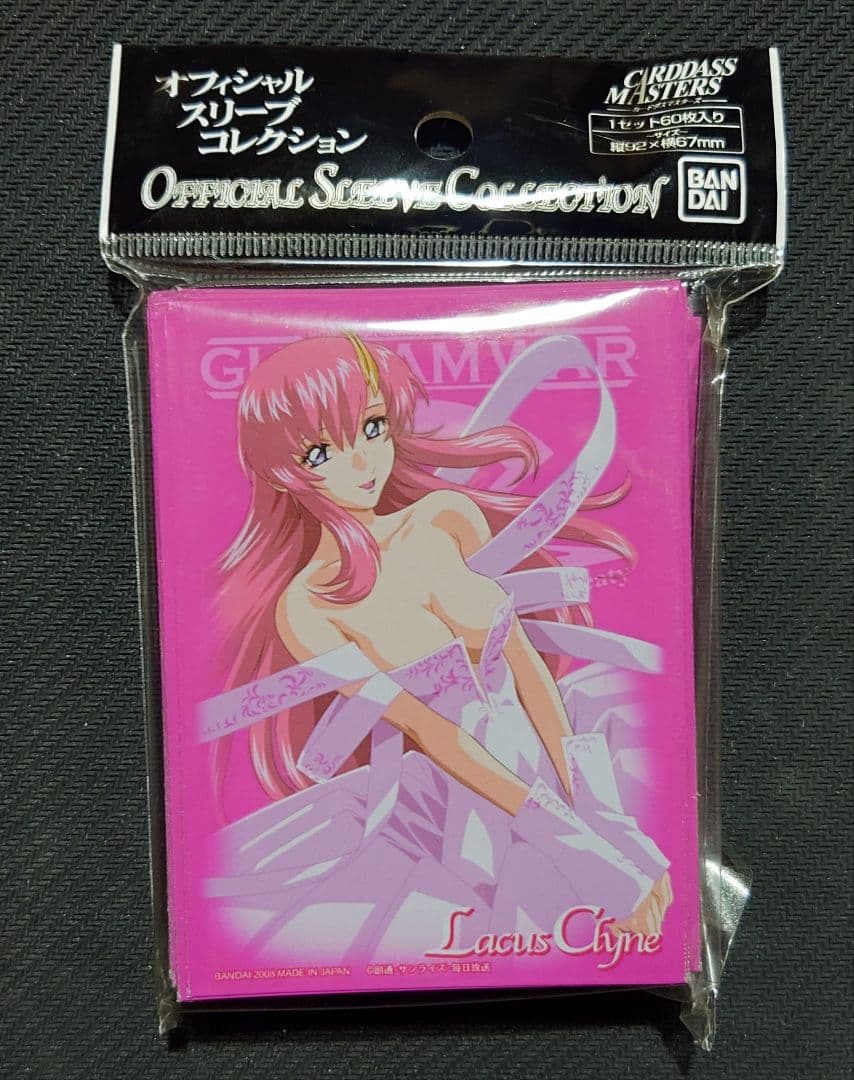 オフィシャル
スリーブ
コレクション
CARDDASS
MASTERS
カードダスマスターズ
1セット60枚入り
サイズ
縦92×横67mm
OFFICIAL SLEEVE COLLECTION
BAN
DAI
GUNDAM WAR
Lacus Clyne
BANDAI 2008 MADE IN JAPAN ©創通・サンライズ・毎日放送